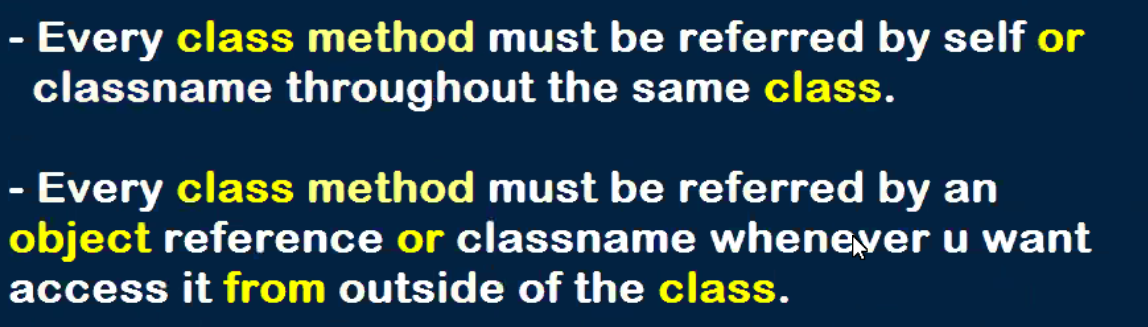 - Every class method must be referred by self or
classname throughout the same class.
- Every class method must be referred by an
object reference or classname whenever u want
access it from outside of the class.